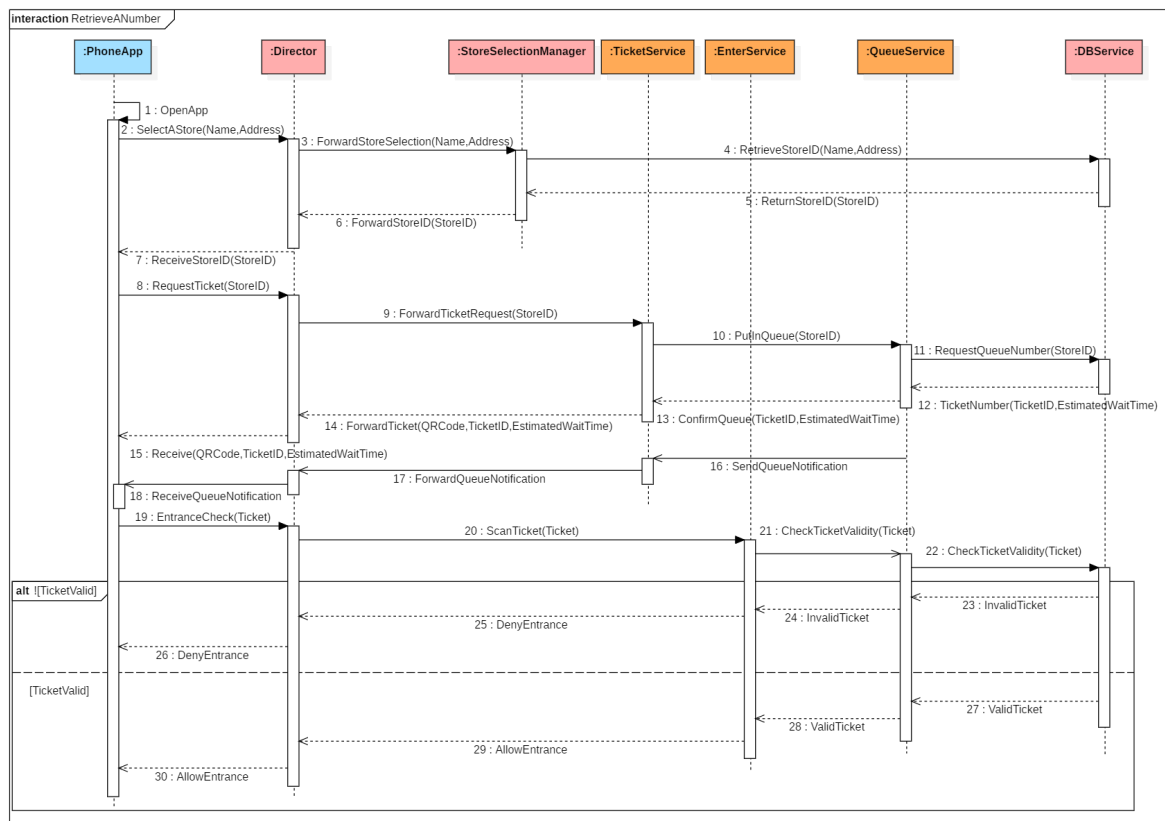 interaction RetrieveANumber
:PhoneApp
:Director
:StoreSelectionManager
:TicketService
:EnterService
:QueueService
:DBService
1 : OpenApp
2 : SelectAStore(Name,Address)
3 : ForwardStoreSelection(Name,Address)
4 : RetrieveStoreID(Name,Address)
5 : ReturnStoreID(StoreID)
6 : ForwardStoreID(StoreID)
7 : ReceiveStoreID(StoreID)
8 : RequestTicket(StoreID)
9 : ForwardTicketRequest(StoreID)
10 : PutInQueue(StoreID)
11 : RequestQueueNumber(StoreID)
12 : TicketNumber(TicketID,EstimatedWaitTime)
13 : ConfirmQueue(TicketID,EstimatedWaitTime)
14 : ForwardTicket(QRCode,TicketID,EstimatedWaitTime)
15 : Receive(QRCode,TicketID,EstimatedWaitTime)
16 : SendQueueNotification
17 : ForwardQueueNotification
18 : ReceiveQueueNotification
19 : EntranceCheck(Ticket)
20 : ScanTicket(Ticket)
21 : CheckTicketValidity(Ticket)
22 : CheckTicketValidity(Ticket)
alt ![TicketValid]
23 : InvalidTicket
24 : InvalidTicket
25 : DenyEntrance
26 : DenyEntrance
[TicketValid]
27 : ValidTicket
28 : ValidTicket
29 : AllowEntrance
30 : AllowEntrance